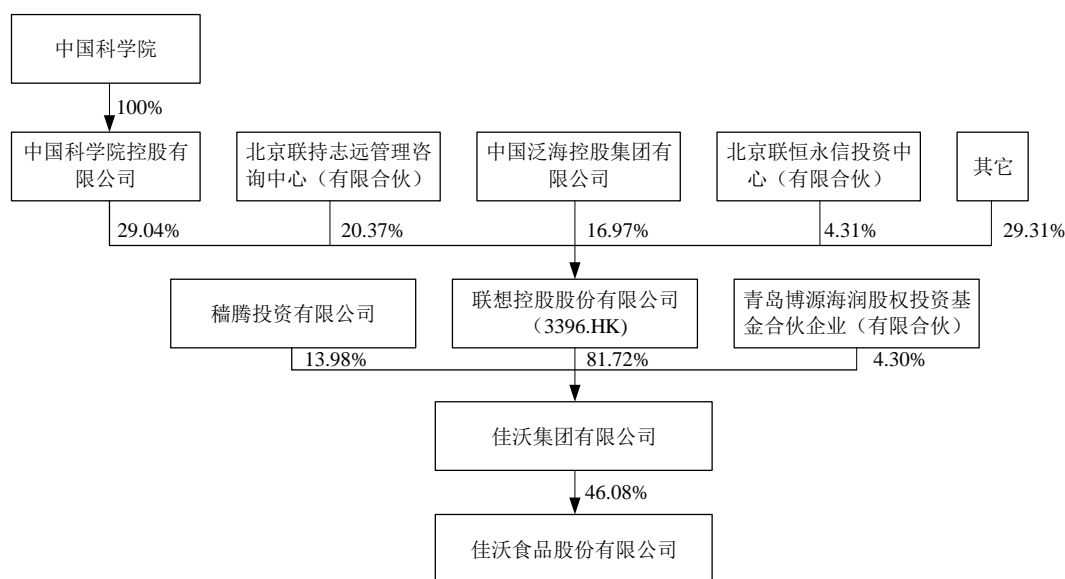 中国科学院
100%
中国科学院控股有
限公司
北京联持志远管理咨
询中心（有限合伙）
中国泛海控股集团有
限公司
北京联恒永信投资中
心（有限合伙）
其它
29.04%
20.37%
16.97%
4.31%
29.31%
穑腾投资有限公司
联想控股股份有限公司
（3396.HK)
青岛博源海润股权投资基
金合伙企业（有限合伙）
13.98%
81.72%
4.30%
佳沃集团有限公司
46.08%
佳沃食品股份有限公司